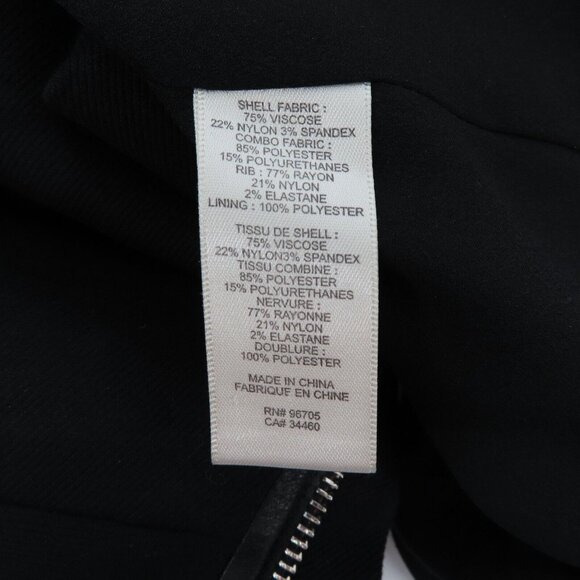 SHELL FABRIC :
75% VISCOSE
22% NYLON 3% SPANDEX
COMBO FABRIC :
85% POLYESTER
15% POLYURETHANES
RIB : 77% RAYON
21% NYLON
2% ELASTANE
LINING : 100% POLYESTER
TISSU DE SHELL :
75% VISCOSE
22% NYLON3% SPANDEX
TISSU COMBINE :
85% POLYESTER
15% POLYURETHANES
NERVURE :
77% RAYONNE
21% NYLON
2% ELASTANE
DOUBLURE :
100% POLYESTER
MADE IN CHINA
FABRIQUE EN CHINE
RN# 96705
CA# 34460